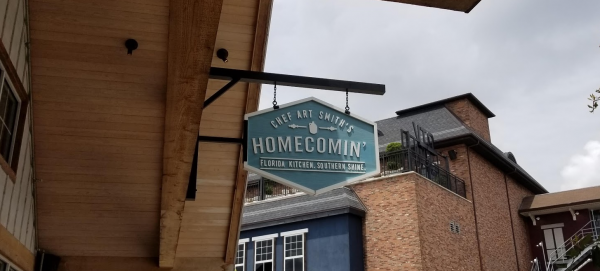 CHEF ART SMITH'S
HOMECOMIN'
FLORIDA KITCHEN. SOUTHERN SHINE.